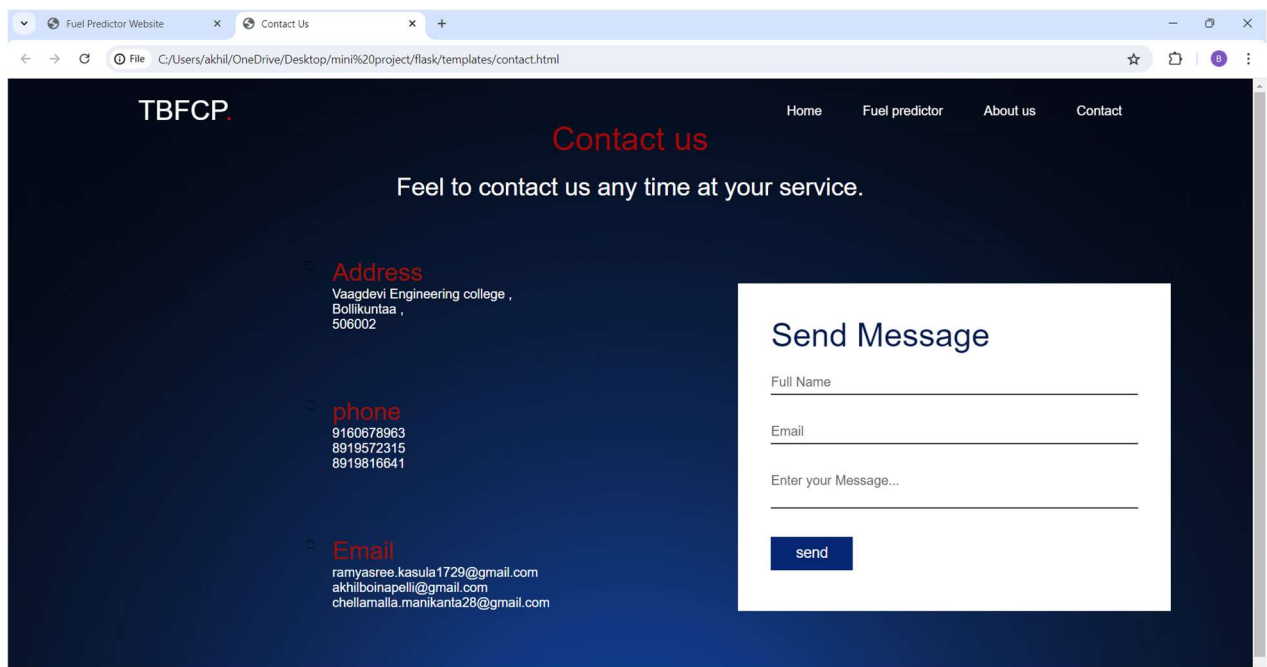 Fuel Predictor Website
Contact Us
File C:/Users/akhil/OneDrive/Desktop/mini%20project/flask/templates/contact.html
B
TBFCP.
Home Fuel predictor About us Contact
Contact us
Feel to contact us any time at your service.
Address
Vaagdevi Engineering college ,
Bollikuntaa ,
506002
phone
9160678963
8919572315
8919816641
Email
ramyasree.kasula1729@gmail.com
akhilboinapelli@gmail.com
chellamalla.manikanta28@gmail.com
Send Message
Full Name
Email
Enter your Message...
send